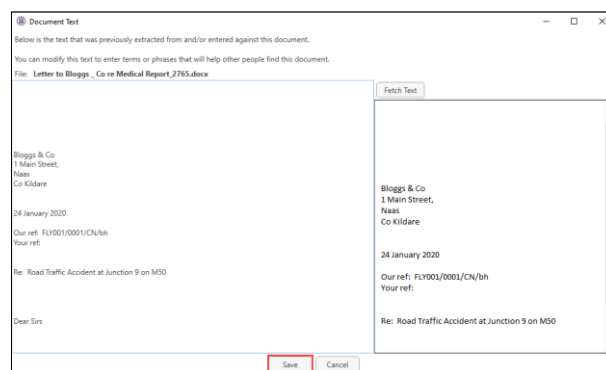 Document Text
Below is the text that was previously extracted from and/or entered against this document.
You can modify this text to enter terms or phrases that will help other people find this document.
File: Letter to Bloggs _ Co re Medical Report_2765.docx
Fetch Text
Bloggs & Co
1 Main Street,
Naas
Co Kildare
24 January 2020
Our ref: FLY001/0001/CN/bh
Your ref:
Re: Road Traffic Accident at Junction 9 on M50
Dear Sirs
Bloggs & Co
1 Main Street,
Naas
Co Kildare
24 January 2020
Our ref: FLY001/0001/CN/bh
Your ref:
Re: Road Traffic Accident at Junction 9 on M50
Save
Cancel